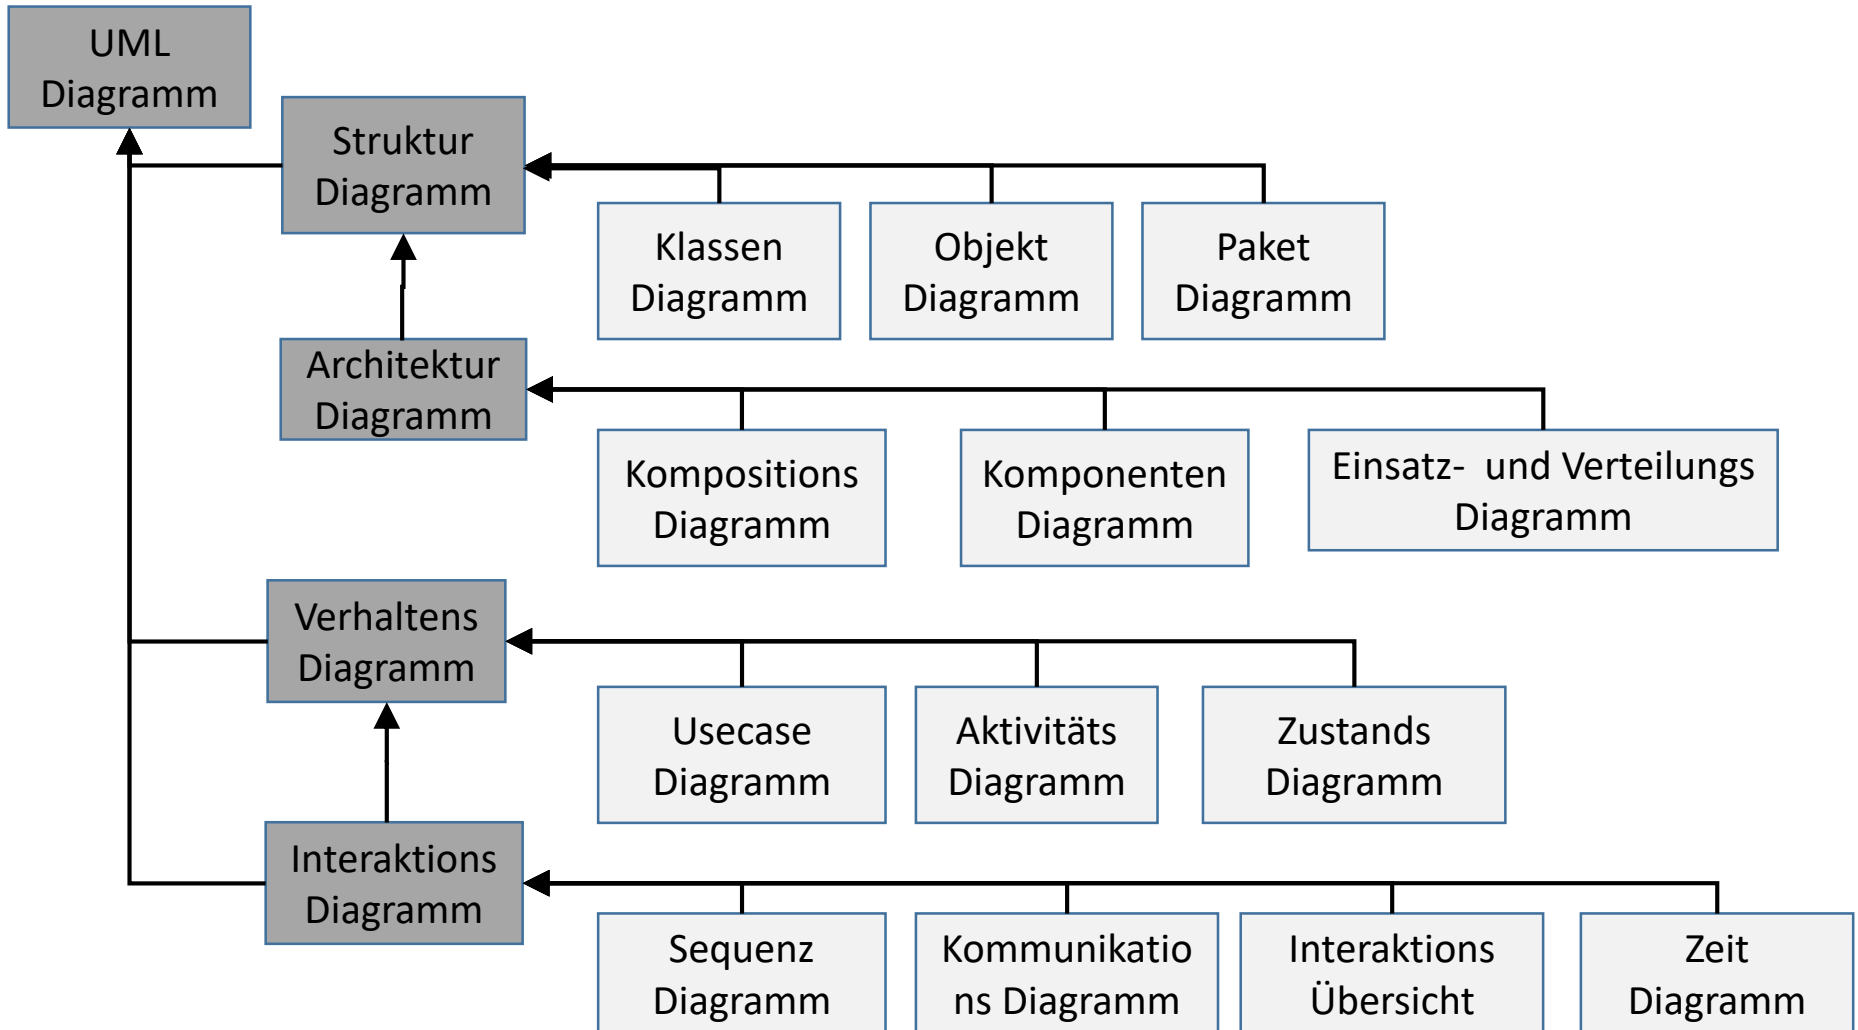 UML
Diagramm
Struktur
Diagramm
Klassen
Diagramm
Objekt
Diagramm
Paket
Diagramm
Architektur
Diagramm
Kompositions
Diagramm
Komponenten
Diagramm
Einsatz-  und Verteilungs
Diagramm
Verhaltens
Diagramm
Usecase
Diagramm
Aktivitäts
Diagramm
Zustands
Diagramm
Interaktions
Diagramm
Sequenz
Diagramm
Kommunikatio
ns Diagramm
Interaktions
Übersicht
Zeit
Diagramm